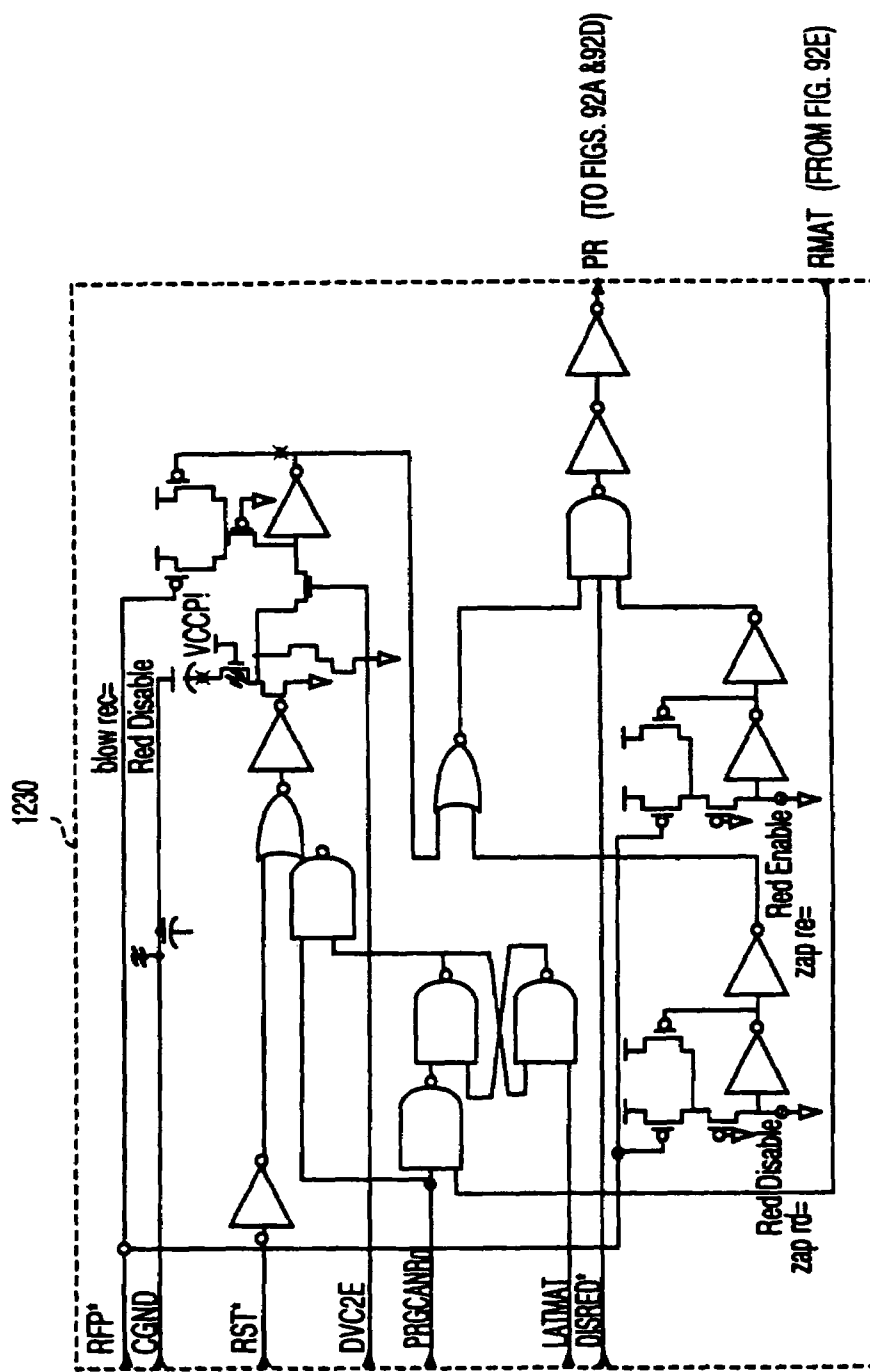 1230
RFP*
CGND
RST*
DVC2E
PRGCANRn
LATMAT
DISRED*
blow rec=
Red Disable
VCCP!
Red Disable
zap rd=
Red Enable
zap re=
PR (TO FIGS. 92A &92D)
RMAT (FROM FIG. 92E)